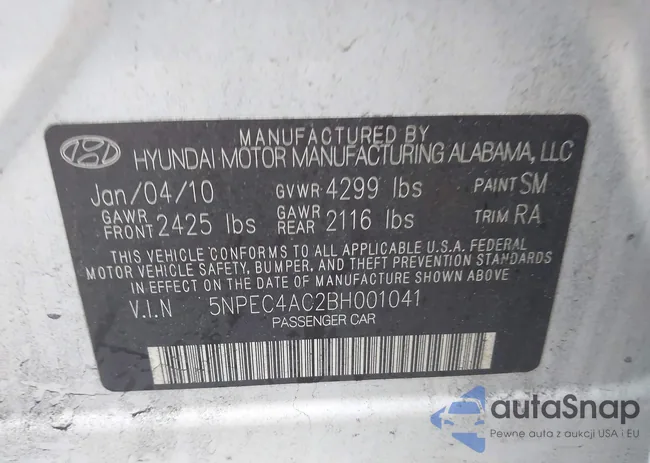 MANUFACTURED BY
HYUNDAI MOTOR MANUFACTURING ALABAMA, LLC
Jan/04/10 GVWR 4299 lbs PAINT SM
GAWR FRONT 2425 lbs GAWR REAR 2116 lbs TRIM RA
THIS VEHICLE CONFORMS TO ALL APPLICABLE U.S.A. FEDERAL
MOTOR VEHICLE SAFETY, BUMPER, AND THEFT PREVENTION STANDARDS
IN EFFECT ON THE DATE OF MANUFACTURE SHOWN ABOVE
V.I.N 5NPEC4AC2BH001041
PASSENGER CAR
autaSnap
Pewne auta z aukcji USA i EU